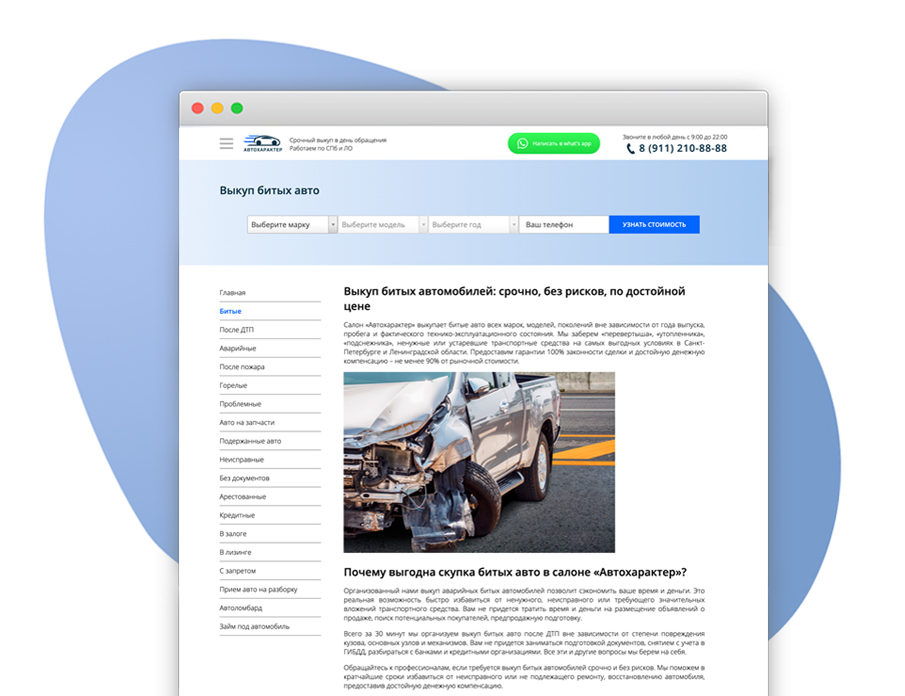 АВТОХАРАКТЕР
Срочный выкуп в день обращения
Работаем по СПб и ЛО
Написать в what's app
Звоните в любой день с 9:00 до 22:00
8 (911) 210-88-88
Выкуп битых авто
Выберите марку
Выберите модель
Выберите год
Ваш телефон
УЗНАТЬ СТОИМОСТЬ
Главная
Битые
После ДТП
Аварийные
После пожара
Горелые
Проблемные
Авто на запчасти
Подержанные авто
Неисправные
Без документов
Арестованные
Кредитные
В залоге
В лизинге
С запретом
Прием авто на разборку
Автоломбард
Займ под автомобиль
Выкуп битых автомобилей: срочно, без рисков, по достойной
цене
Салон «Автохарактер» выкупает битые авто всех марок, моделей, поколений вне зависимости от года выпуска,
пробега и фактического технико-эксплуатационного состояния. Мы заберем «перевертыша», «утопленника»,
«подснежника», ненужные или устаревшие транспортные средства на самых выгодных условиях в Санкт-
Петербурге и Ленинградской области. Предоставим гарантии 100% законности сделки и достойную денежную
компенсацию – не менее 90% от рыночной стоимости.
Почему выгодна скупка битых авто в салоне «Автохарактер»?
Организованный нами выкуп аварийных битых автомобилей позволит сэкономить ваше время и деньги. Это
реальная возможность быстро избавиться от ненужного, неисправного или требующего значительных
вложений транспортного средства. Вам не придется тратить время и деньги на размещение объявлений о
продаже, поиск потенциальных покупателей, предпродажную подготовку.
Всего за 30 минут мы организуем выкуп битых авто после ДТП вне зависимости от степени повреждения
кузова, основных узлов и механизмов. Вам не придется заниматься подготовкой документов, снятием с учета в
ГИБДД, разбираться с банками и кредитными организациями. Все эти и другие вопросы мы берем на себя.
Обращайтесь к профессионалам, если требуется выкуп битых автомобилей срочно и без рисков. Мы поможем в
кратчайшие сроки избавиться от неисправного или не подлежащего ремонту, восстановлению автомобиля,
предоставив достойную денежную компенсацию.